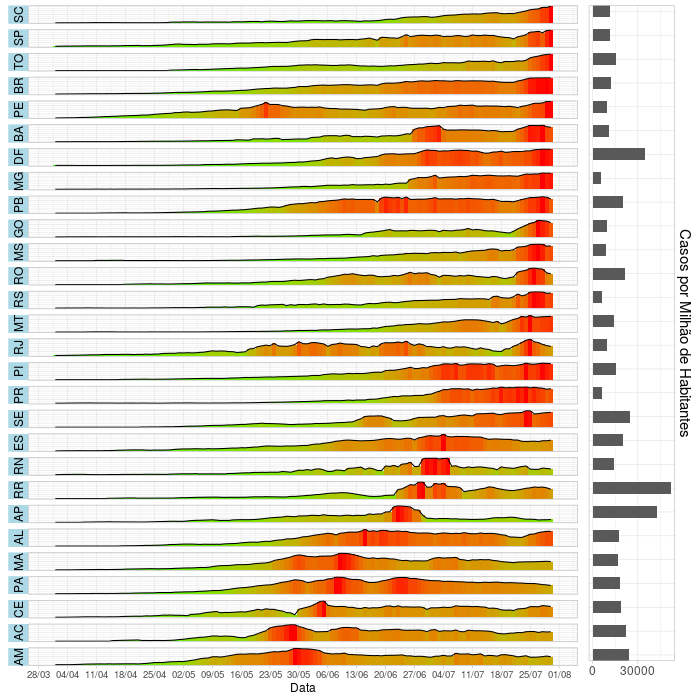 SC
SP
TO
BR
PE
BA
DF
MG
PB
GO
MS
RO
RS
MT
RJ
PI
PR
SE
ES
RN
RR
AP
AL
MA
PA
CE
AC
AM
28/03 04/04 11/04 18/04 25/04 02/05 09/05 16/05 23/05 30/05 06/06 13/06 20/06 27/06 04/07 11/07 18/07 25/07 01/08
Data
0 30000
Casos por Milhão de Habitantes